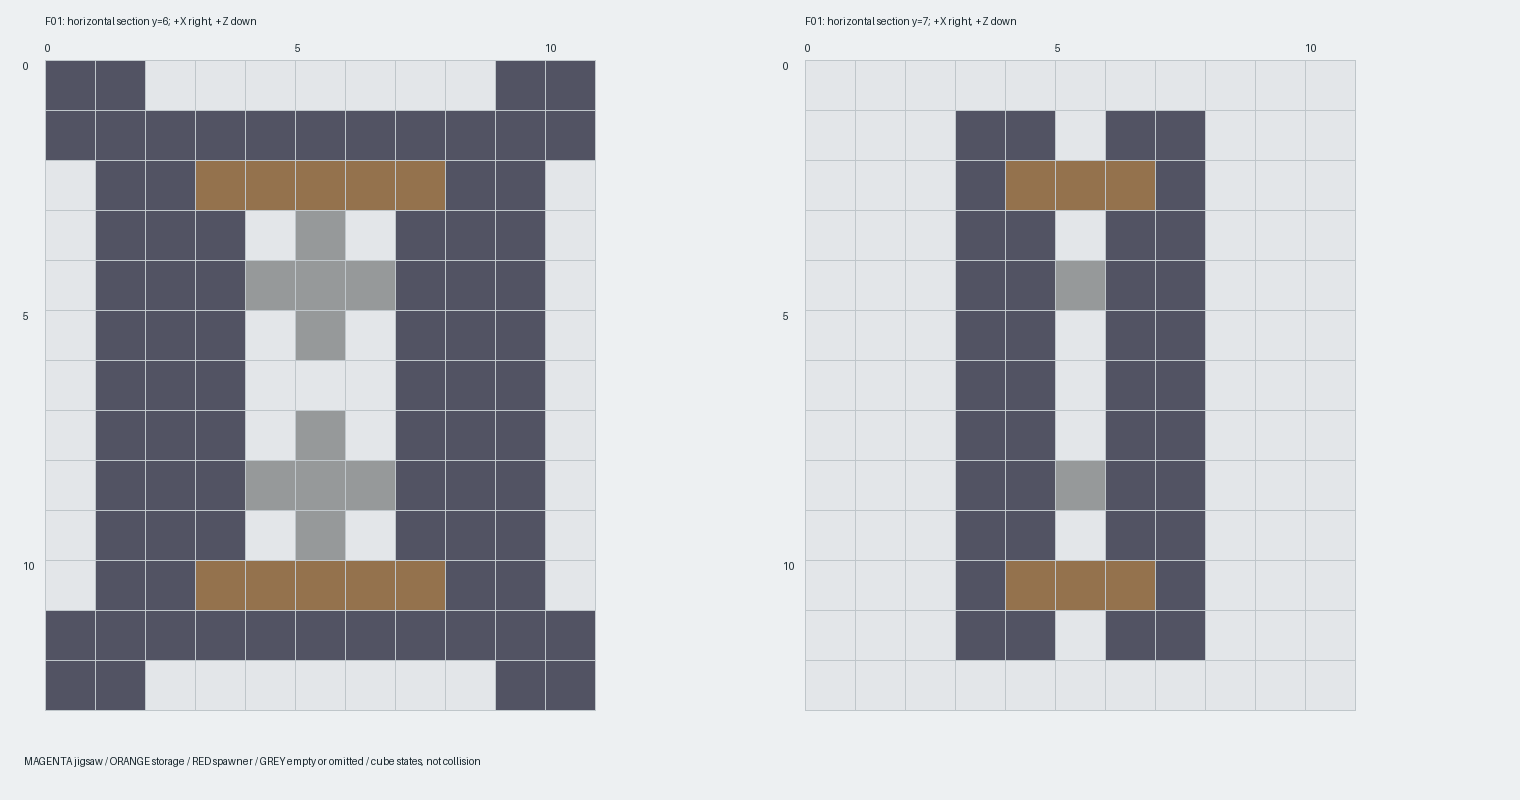 F01: horizontal section y=6; +X right, +Z down
F01: horizontal section y=7; +X right, +Z down
0 5 10
0 5 10
0
0
5
5
10
10
MAGENTA jigsaw / ORANGE storage / RED spawner / GREY empty or omitted / cube states, not collision